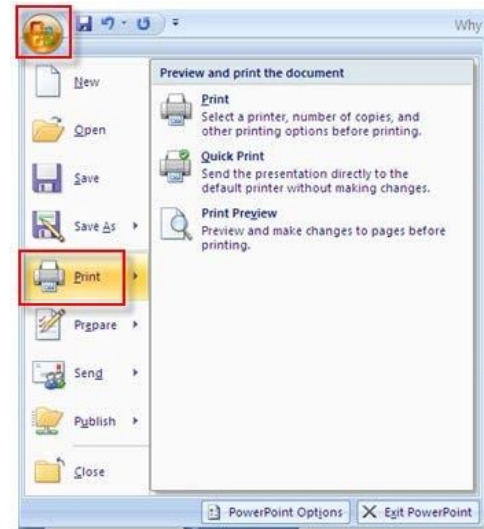 Why
New
Open
Save
Save As
Print
Prepare
Send
Publish
Close
Preview and print the document
Print
Select a printer, number of copies, and
other printing options before printing.
Quick Print
Send the presentation directly to the
default printer without making changes.
Print Preview
Preview and make changes to pages before
printing.
PowerPoint Options
Exit PowerPoint